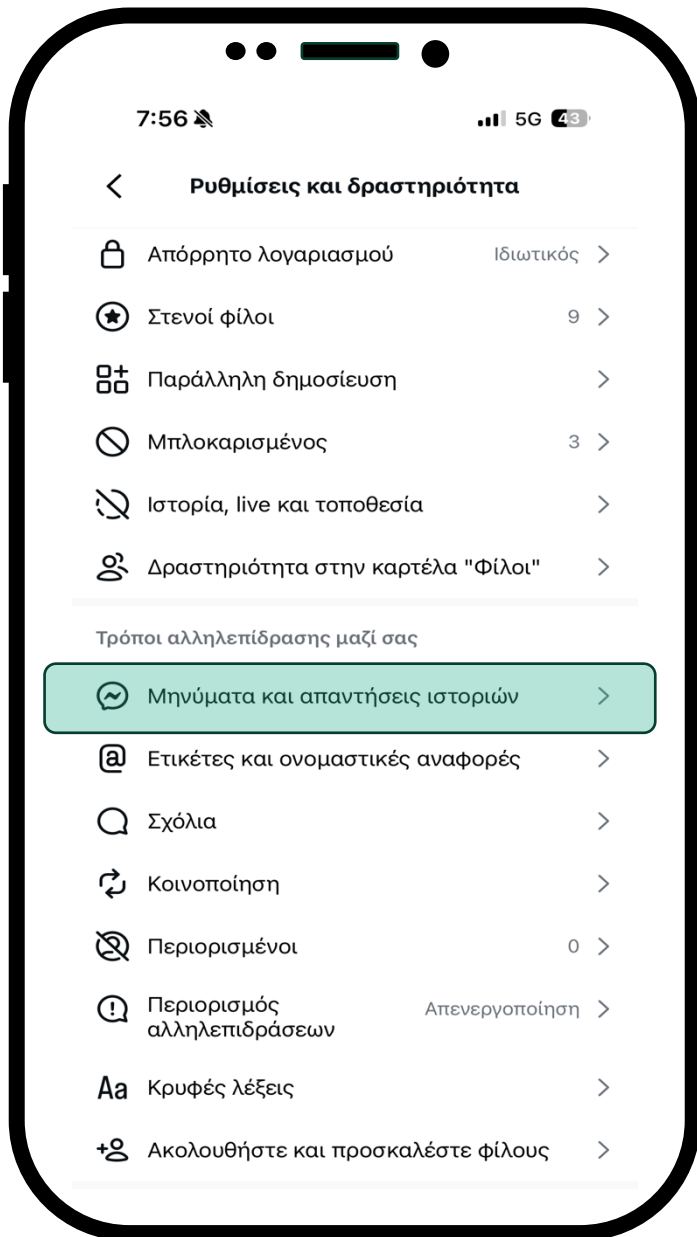 7:56 5G 43
Ρυθμίσεις και δραστηριότητα
Απόρρητο λογαριασμού Ιδιωτικός
Στενοί φίλοι 9
Παράλληλη δημοσίευση
Μπλοκαρισμένος 3
Ιστορία, live και τοποθεσία
Δραστηριότητα στην καρτέλα "Φίλοι"
Τρόποι αλληλεπίδρασης μαζί σας
Μηνύματα και απαντήσεις ιστοριών
Ετικέτες και ονομαστικές αναφορές
Σχόλια
Κοινοποίηση
Περιορισμένοι 0
Περιορισμός Απενεργοποίηση
αλληλεπιδράσεων
Aa Κρυφές λέξεις
Ακολουθήστε και προσκαλέστε φίλους